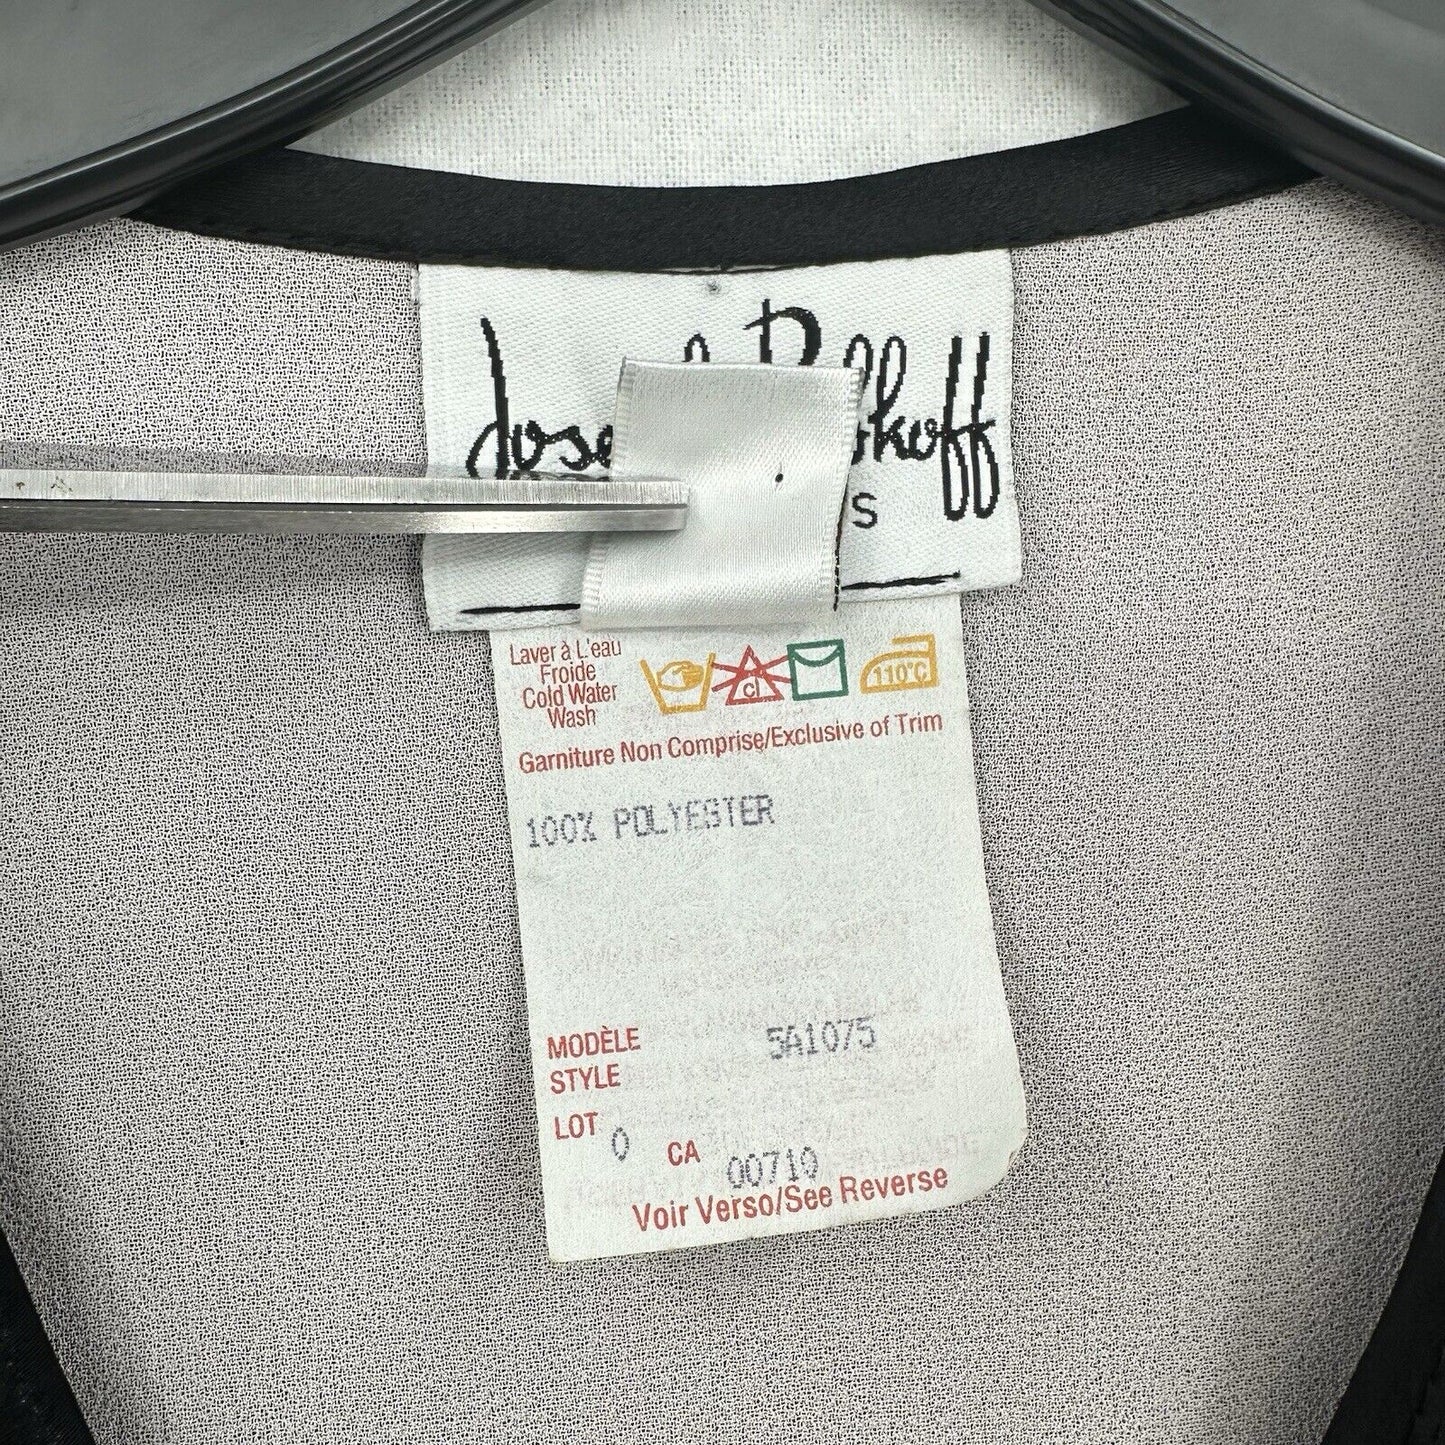 Laver à L'eau
Froide
Cold Water
Wash
cl
110°C
Garniture Non Comprise/Exclusive of Trim
100% POLYESTER
MODÈLE
STYLE
5A1075
LOT 0 CA 00710
Voir Verso/See Reverse